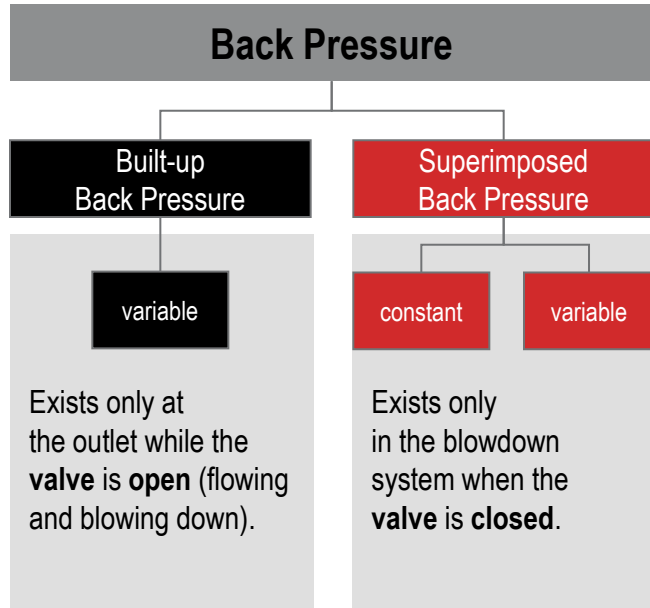 Back Pressure
Built-up
Back Pressure
Superimposed
Back Pressure
variable
constant
variable
Exists only at
the outlet while the
valve is open (flowing
and blowing down).
Exists only
in the blowdown
system when the
valve is closed.